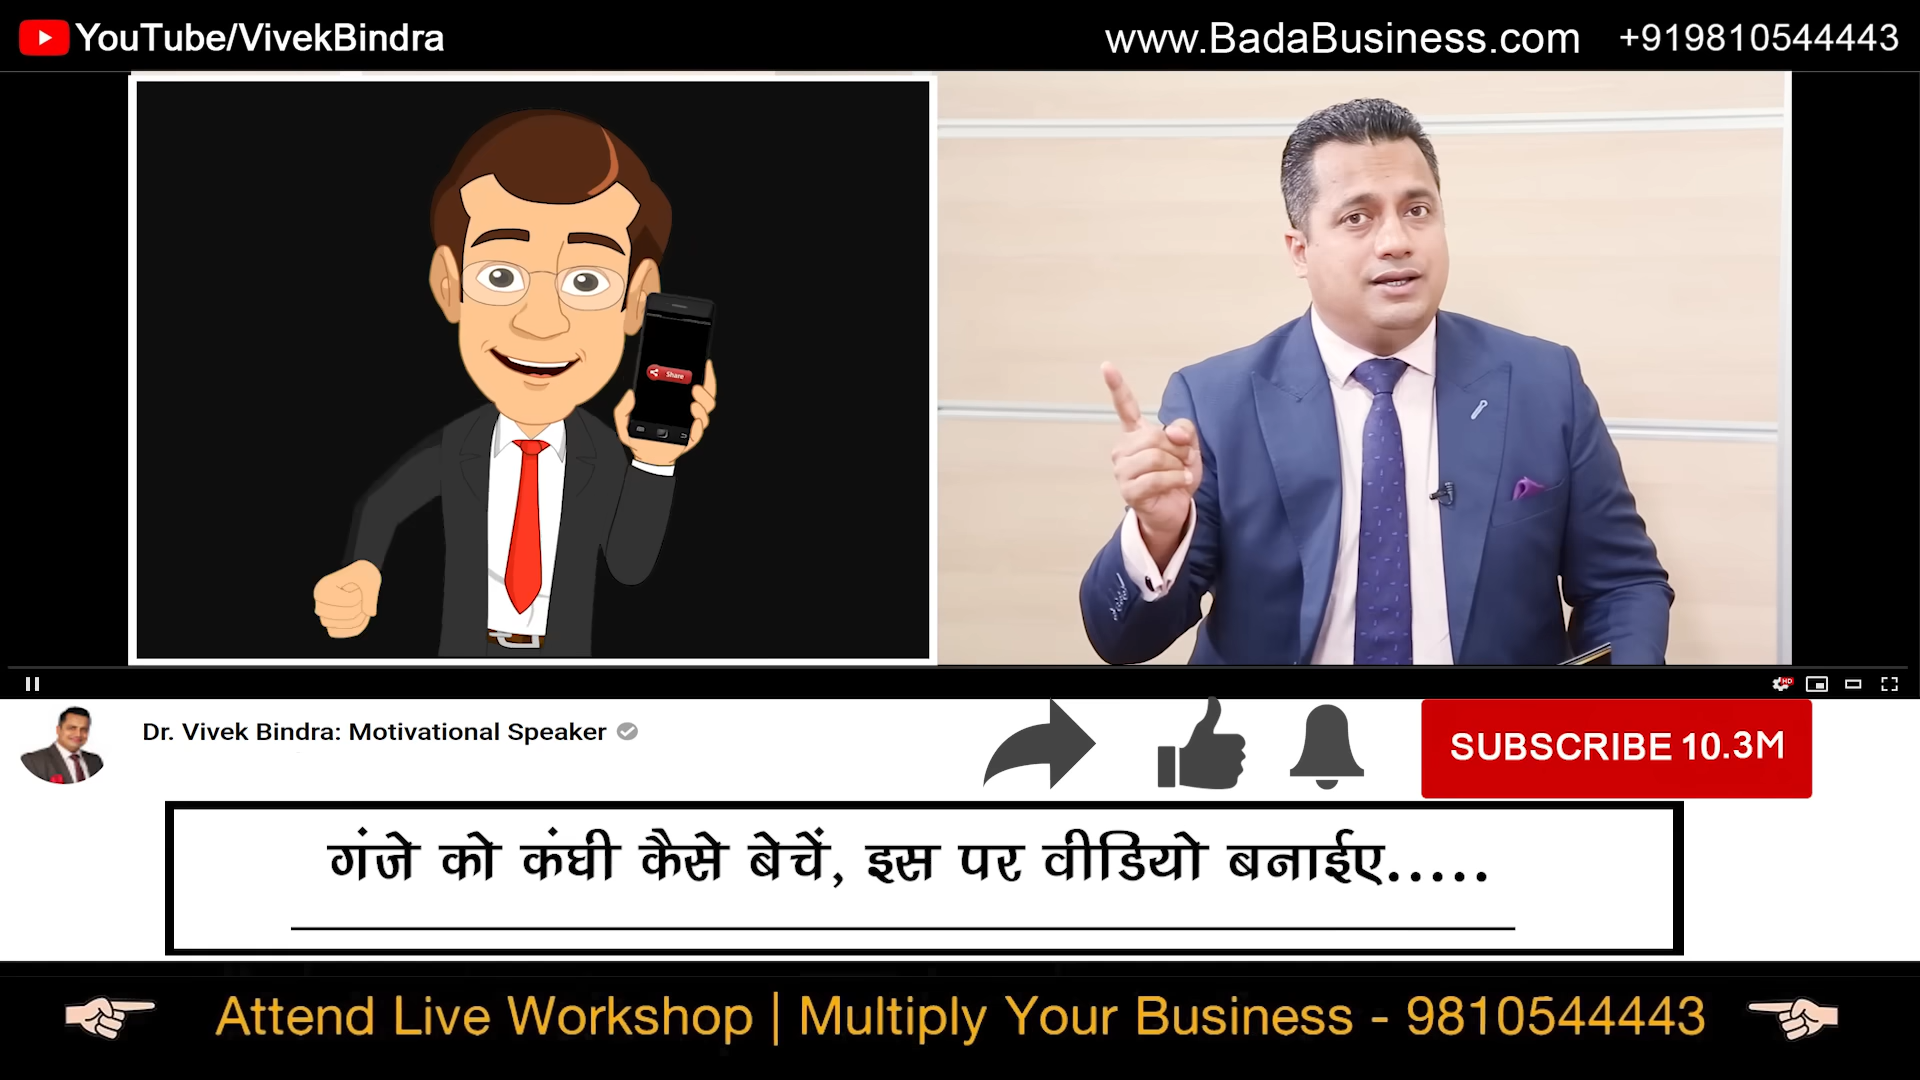 YouTube/VivekBindra
www.BadaBusiness.com +919810544443
Share
HD
Dr. Vivek Bindra: Motivational Speaker
SUBSCRIBE 10.3M
गंजे को कंघी कैसे बेचें, इस पर वीडियो बनाईए.....
Attend Live Workshop | Multiply Your Business - 9810544443